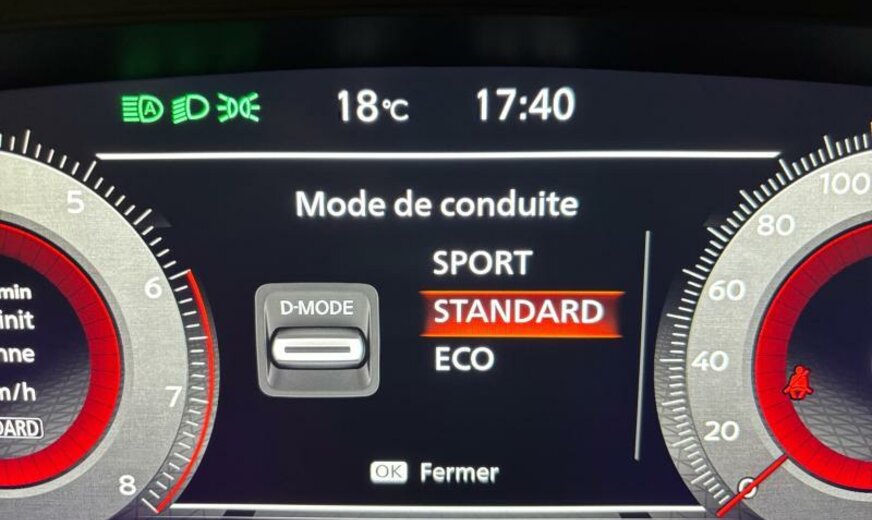 18°C 17:40
Mode de conduite
D-MODE
SPORT
STANDARD
ECO
OK Fermer
5
6
7
8
min
init
nne
m/h
DARD
100
80
60
40
20
0